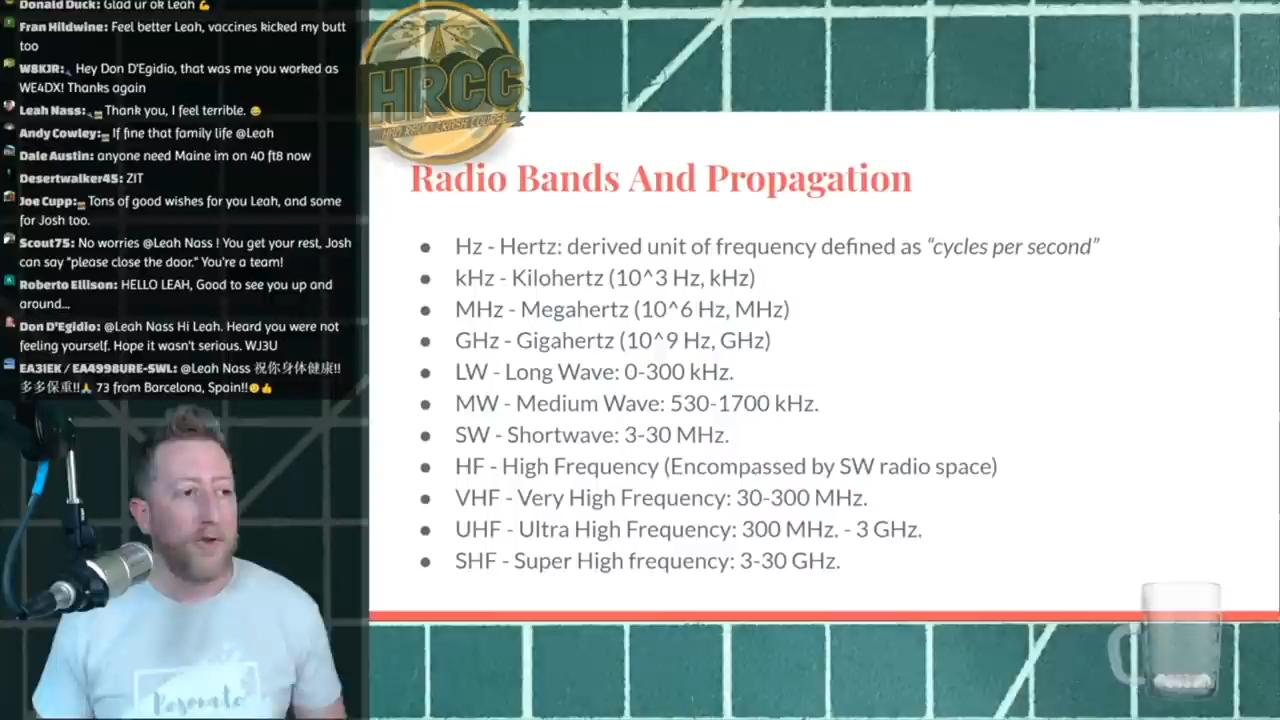 Donald Duck: Glad ur ok Leah 💪
Fran Hildwine: Feel better Leah, vaccines kicked my butt
too
W8KJR: Hey Don D'Egidio, that was me you worked as
WE4DX! Thanks again
Leah Nass: Thank you, I feel terrible. 😂
Andy Cowley: If fine that family life @Leah
Dale Austin: anyone need Maine im on 40 ft8 now
Desertwalker45: ZIT
Joe Cupp: Tons of good wishes for you Leah, and some
for Josh too.
Scout75: No worries @Leah Nass ! You get your rest, Josh
can say "please close the door." You're a team!
Roberto Ellison: HELLO LEAH, Good to see you up and
around...
Don D'Egidio: @Leah Nass Hi Leah. Heard you were not
feeling yourself. Hope it wasn't serious. WJ3U
EA3IEK / EA4998URE-SWL: @Leah Nass 祝你身体健康!!
多多保重!!🙏 73 from Barcelona, Spain!!😊👍
HRCC
HAM RADIO CRASH COURSE
Radio Bands And Propagation
● Hz - Hertz: derived unit of frequency defined as “cycles per second”
● kHz - Kilohertz (10^3 Hz, kHz)
● MHz - Megahertz (10^6 Hz, MHz)
● GHz - Gigahertz (10^9 Hz, GHz)
● LW - Long Wave: 0-300 kHz.
● MW - Medium Wave: 530-1700 kHz.
● SW - Shortwave: 3-30 MHz.
● HF - High Frequency (Encompassed by SW radio space)
● VHF - Very High Frequency: 30-300 MHz.
● UHF - Ultra High Frequency: 300 MHz. - 3 GHz.
● SHF - Super High frequency: 3-30 GHz.
Resonate